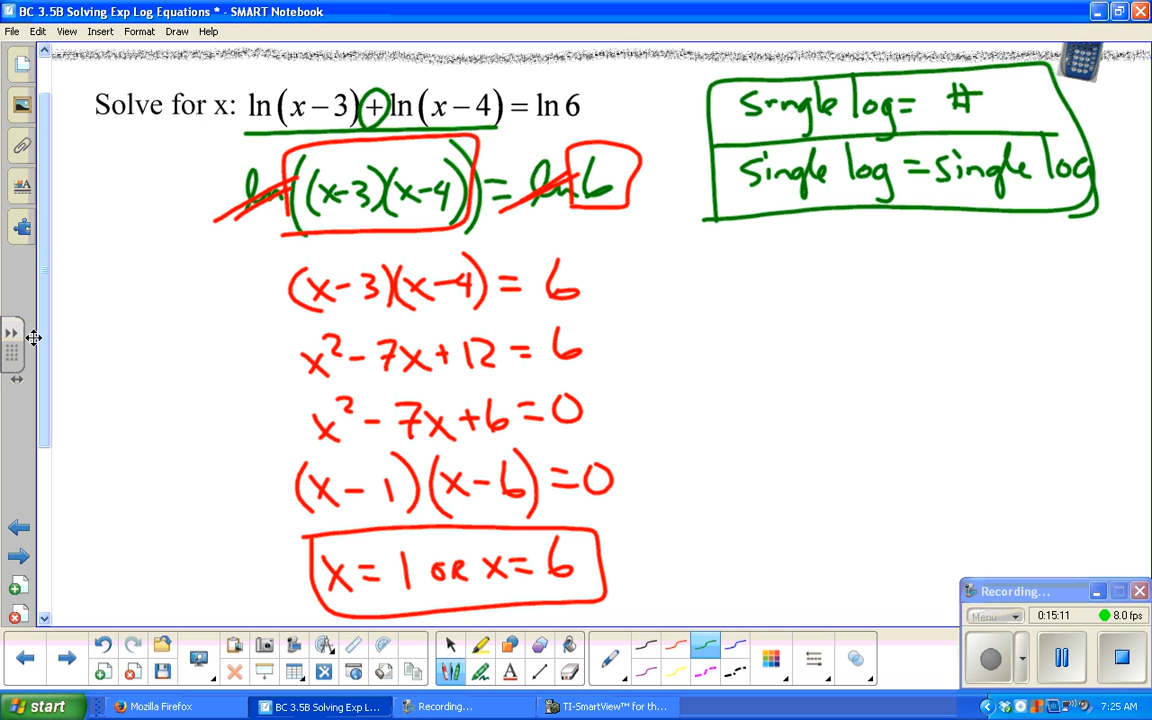 BC 3.5B Solving Exp Log Equations * - SMART Notebook
File Edit View Insert Format Draw Help
Solve for x: ln(x − 3) + ln(x − 4) = ln 6
single log = #
single log = single log
ln((x-3)(x-4)) = ln 6
(x-3)(x-4) = 6
x² - 7x + 12 = 6
x² - 7x + 6 = 0
(x - 1)(x - 6) = 0
x = 1 OR x = 6
Recording...
Menu 0:15:11 8.0 fps
start Mozilla Firefox BC 3.5B Solving Exp L... Recording... TI-SmartView™ for th... 7:25 AM